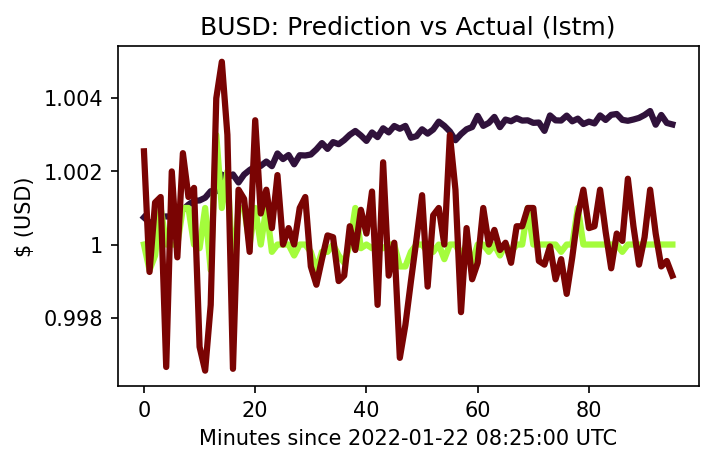 BUSD: Prediction vs Actual (lstm)
$ (USD)
1.004
1.002
1
0.998
0 20 40 60 80
Minutes since 2022-01-22 08:25:00 UTC